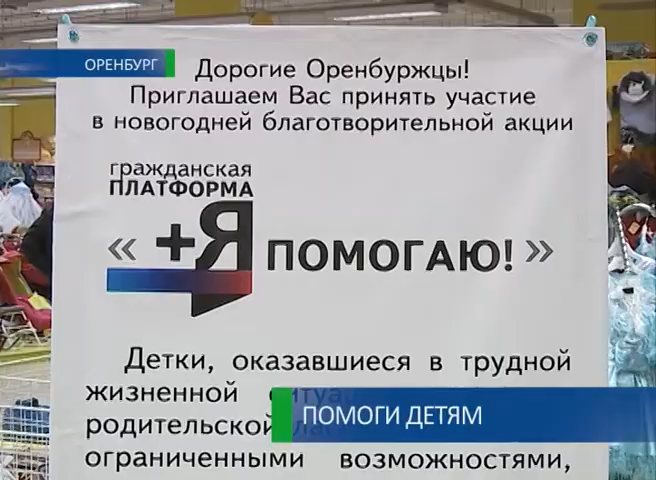 ОРЕНБУРГ
Дорогие Оренбуржцы!
Приглашаем Вас принять участие
в новогодней благотворительной акции
гражданская
ПЛАТФОРМА
« +Я ПОМОГАЮ! »
Детки, оказавшиеся в трудной
жизненной
родительской
ПОМОГИ ДЕТЯМ
ограниченными возможностями,